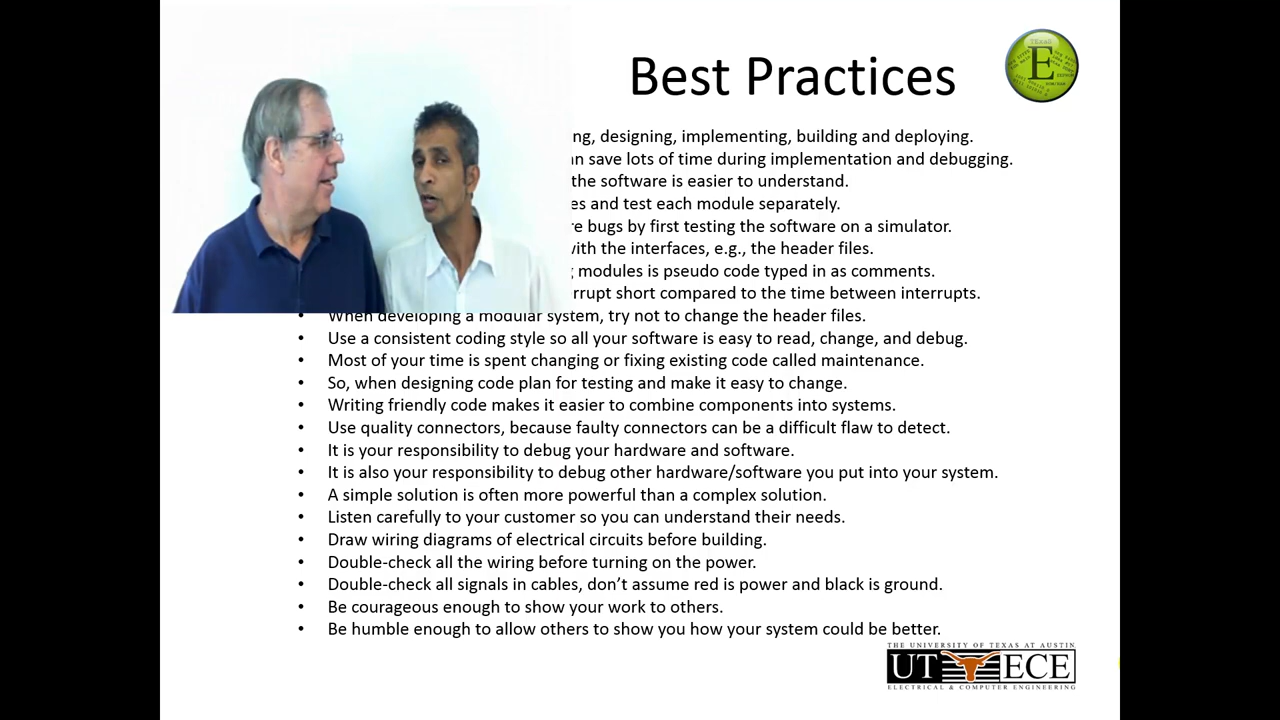 Best Practices
E
designing, implementing, building and deploying.
save lots of time during implementation and debugging.
the software is easier to understand.
and test each module separately.
bugs by first testing the software on a simulator.
the interfaces, e.g., the header files.
modules is pseudo code typed in as comments.
short compared to the time between interrupts.
• When developing a modular system, try not to change the header files.
• Use a consistent coding style so all your software is easy to read, change, and debug.
• Most of your time is spent changing or fixing existing code called maintenance.
• So, when designing code plan for testing and make it easy to change.
• Writing friendly code makes it easier to combine components into systems.
• Use quality connectors, because faulty connectors can be a difficult flaw to detect.
• It is your responsibility to debug your hardware and software.
• It is also your responsibility to debug other hardware/software you put into your system.
• A simple solution is often more powerful than a complex solution.
• Listen carefully to your customer so you can understand their needs.
• Draw wiring diagrams of electrical circuits before building.
• Double-check all the wiring before turning on the power.
• Double-check all signals in cables, don’t assume red is power and black is ground.
• Be courageous enough to show your work to others.
• Be humble enough to allow others to show you how your system could be better.
THE UNIVERSITY OF TEXAS AT AUSTIN
UT ECE
ELECTRICAL & COMPUTER ENGINEERING